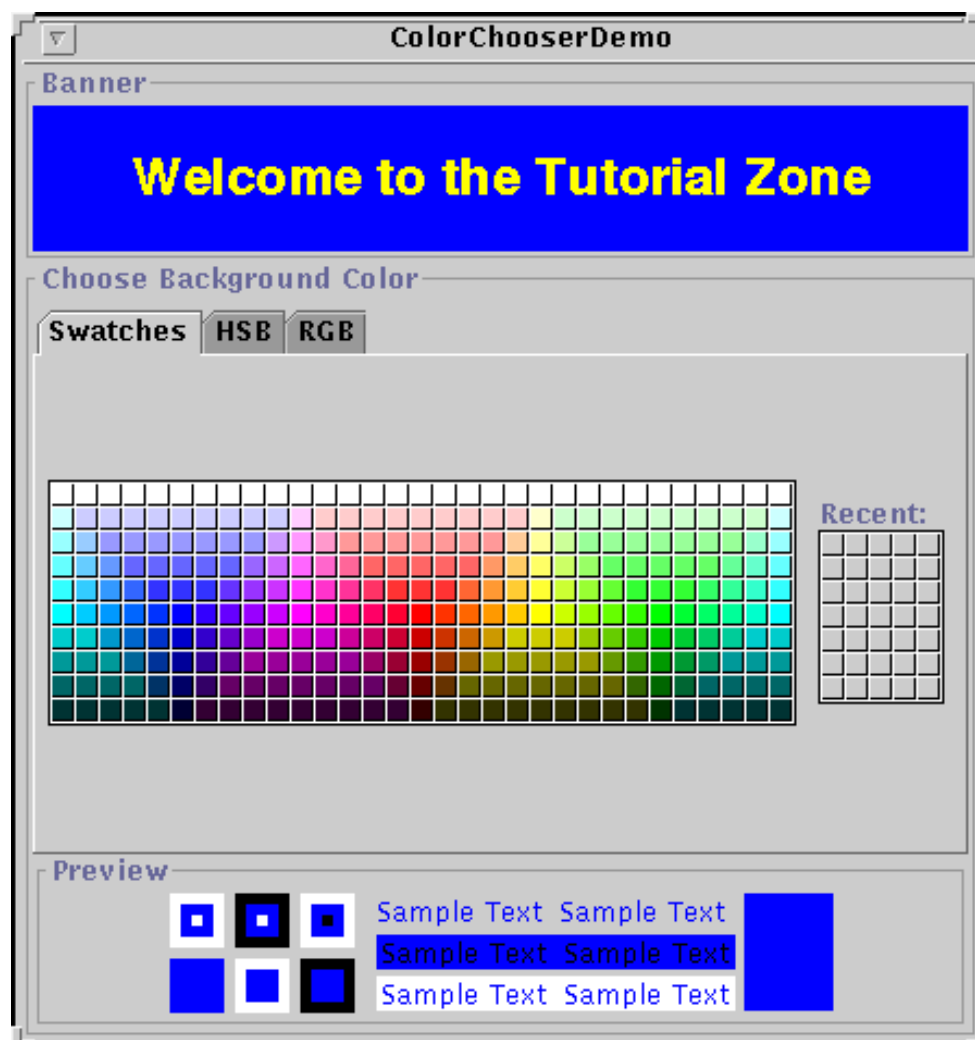 ColorChooserDemo
Banner
Welcome to the Tutorial Zone
Choose Background Color
Swatches HSB RGB
Recent:
Preview
Sample Text Sample Text
Sample Text Sample Text
Sample Text Sample Text